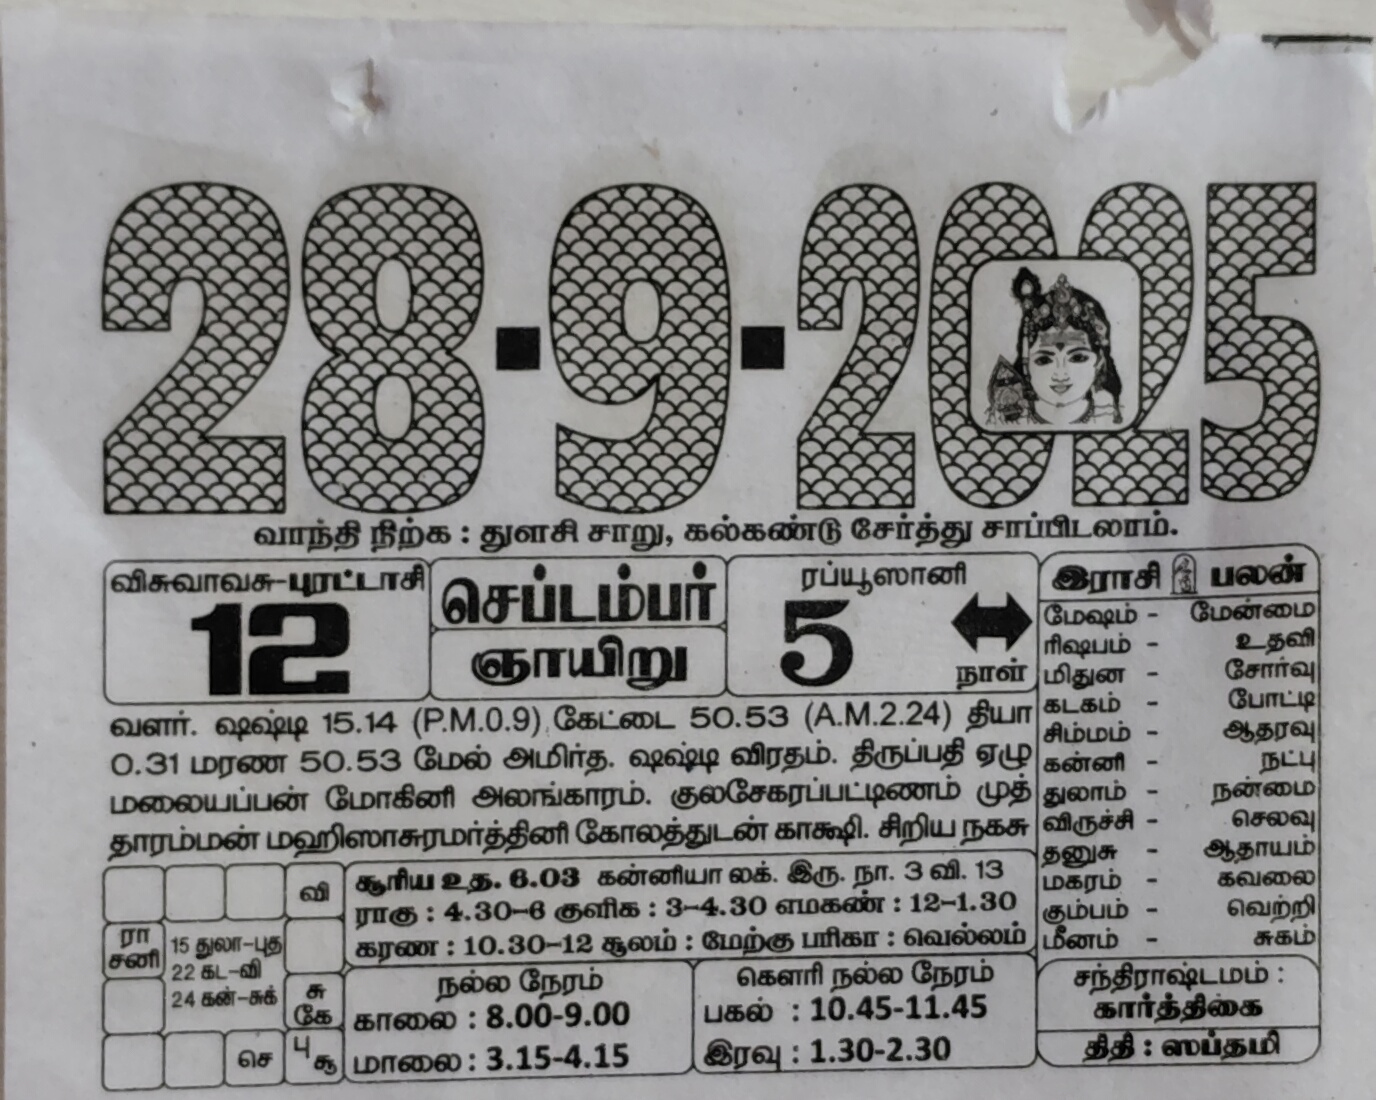 28-9-2025
வாந்தி நிற்க : துளசி சாறு, கல்கண்டு சேர்த்து சாப்பிடலாம்.
விசுவாவசு-புரட்டாசி
12
செப்டம்பர்
ஞாயிறு
ரப்யூஸானி
5
நாள்
வளர். ஷஷ்டி 15.14 (P.M.0.9) கேட்டை 50.53 (A.M.2.24) தியா
0.31 மரண 50.53 மேல் அமிர்த. ஷஷ்டி விரதம். திருப்பதி ஏழு
மலையப்பன் மோகினி அலங்காரம். குலசேகரப்பட்டிணம் முத்
தாரம்மன் மஹிஸாசுரமர்த்தினி கோலத்துடன் காக்ஷி. சிறிய நகசு
இராசி பலன்
மேஷம் - மேன்மை
ரிஷபம் - உதவி
மிதுன - சோர்வு
கடகம் - போட்டி
சிம்மம் - ஆதரவு
கன்னி - நட்பு
துலாம் - நன்மை
விருச்சி - செலவு
தனுசு - ஆதாயம்
மகரம் - கவலை
கும்பம் - வெற்றி
மீனம் - சுகம்
வி
ரா
சனி
15 துலா-புத
22 கட-வி
24 கன்-சுக்
சு
கே
செ
பு
சூ
சூரிய உத. 6.03 கன்னியா லக். இரு. நா. 3 வி. 13
ராகு : 4.30-6 குளிக : 3-4.30 எமகண் : 12-1.30
கரண : 10.30-12 சூலம் : மேற்கு பரிகா : வெல்லம்
நல்ல நேரம்
காலை : 8.00-9.00
மாலை : 3.15-4.15
கௌரி நல்ல நேரம்
பகல் : 10.45-11.45
இரவு : 1.30-2.30
சந்திராஷ்டமம் :
கார்த்திகை
திதி : ஸப்தமி